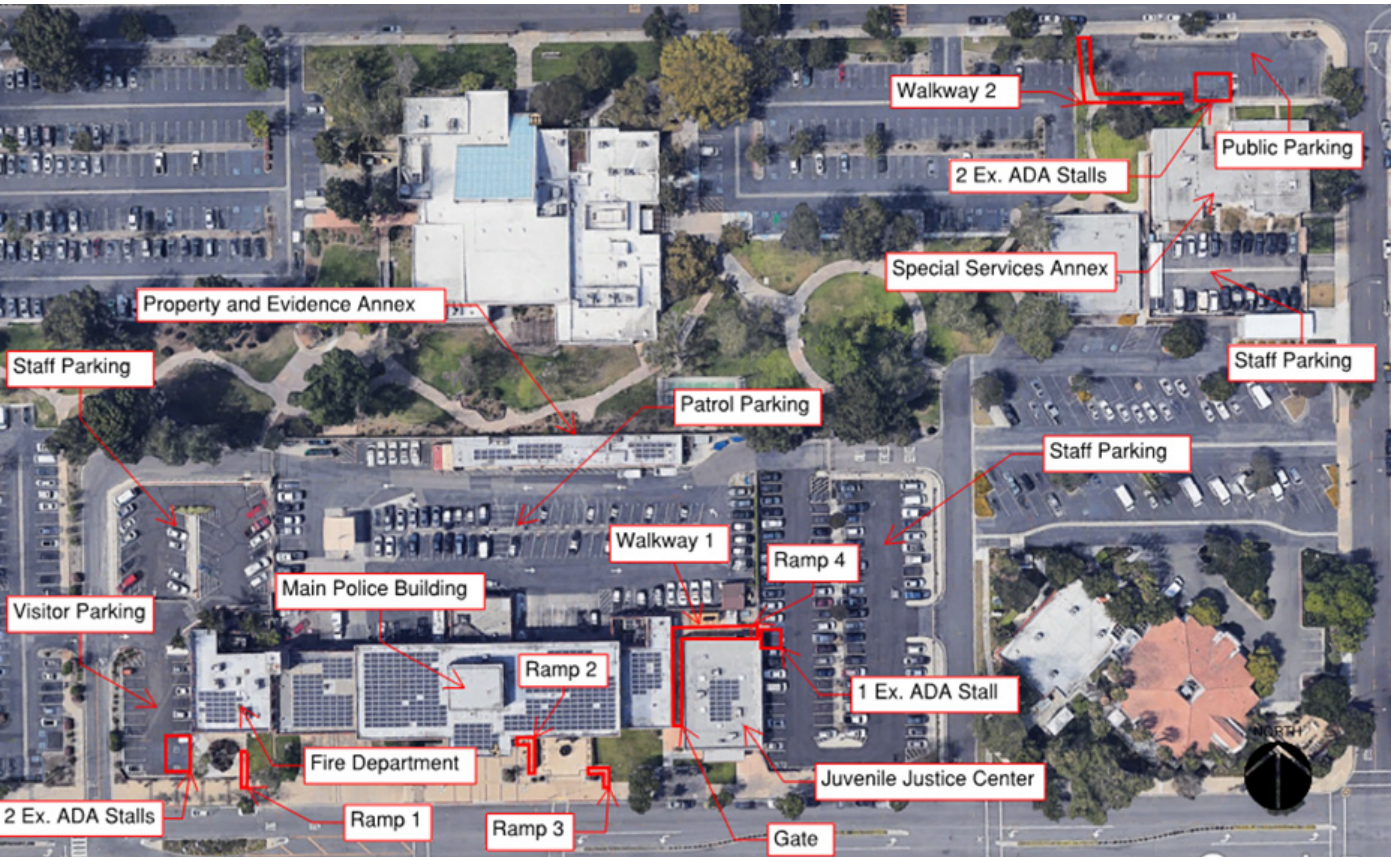 Walkway 2
2 Ex. ADA Stalls
Public Parking
Special Services Annex
Property and Evidence Annex
Staff Parking
Staff Parking
Patrol Parking
Staff Parking
Walkway 1
Ramp 4
Main Police Building
Visitor Parking
Ramp 2
1 Ex. ADA Stall
Fire Department
Juvenile Justice Center
2 Ex. ADA Stalls
Ramp 1
Ramp 3
Gate
NORTH